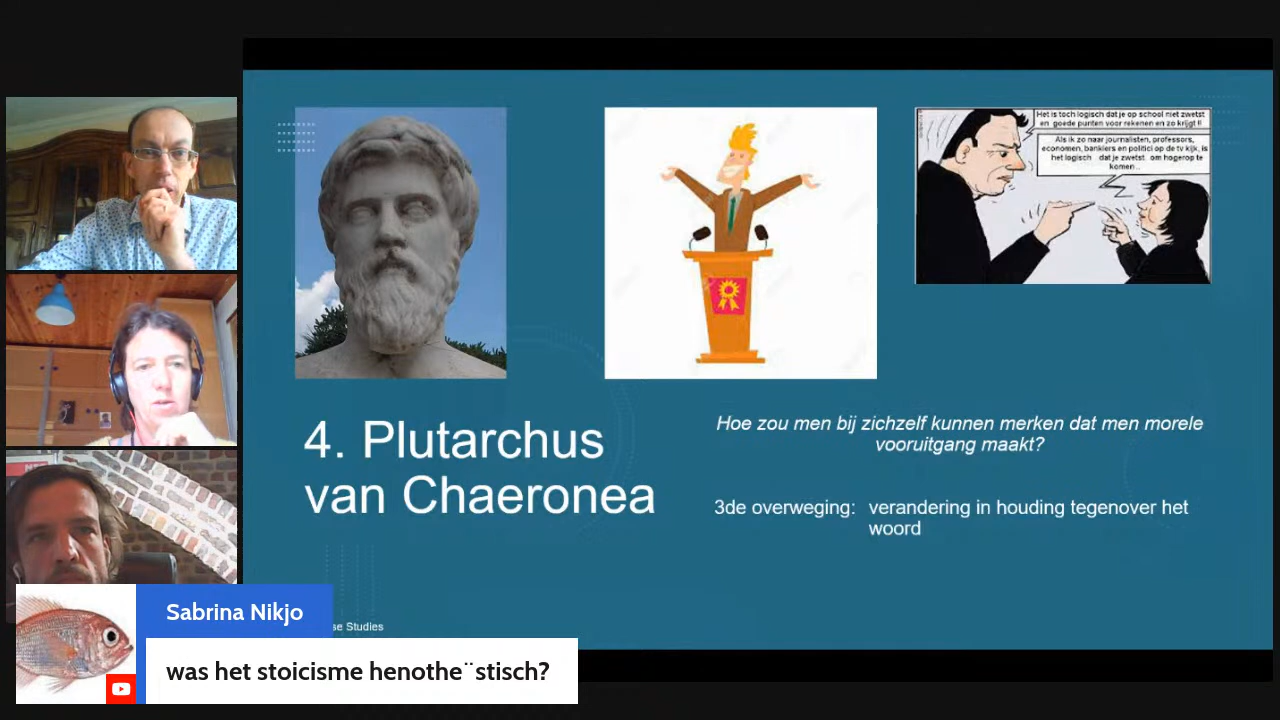 Het is toch logisch dat je op school niet zwetst
en goede punten voor rekenen en zo krijgt !!
Als ik zo naar journalisten, professors,
economen, bankiers en politici op de tv kijk, is
het logisch dat je zwetst om hogerop te
komen...
4. Plutarchus
van Chaeronea
Hoe zou men bij zichzelf kunnen merken dat men morele
vooruitgang maakt?
3de overweging: verandering in houding tegenover het
woord
se Studies
Sabrina Nikjo
was het stoicisme henothe¨stisch?